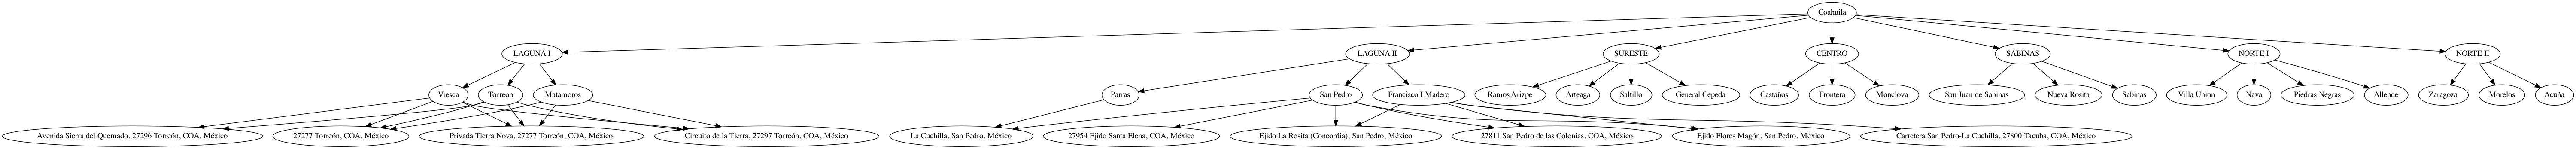 Coahuila
LAGUNA I
LAGUNA II
SURESTE
CENTRO
SABINAS
NORTE I
NORTE II
Viesca
Torreon
Matamoros
Parras
San Pedro
Francisco I Madero
Ramos Arizpe
Arteaga
Saltillo
General Cepeda
Castaños
Frontera
Monclova
San Juan de Sabinas
Nueva Rosita
Sabinas
Villa Union
Nava
Piedras Negras
Allende
Zaragoza
Morelos
Acuña
Avenida Sierra del Quemado, 27296 Torreón, COA, México
27277 Torreón, COA, México
Privada Tierra Nova, 27277 Torreón, COA, México
Circuito de la Tierra, 27297 Torreón, COA, México
La Cuchilla, San Pedro, México
27954 Ejido Santa Elena, COA, México
Ejido La Rosita (Concordia), San Pedro, México
27811 San Pedro de las Colonias, COA, México
Ejido Flores Magón, San Pedro, México
Carretera San Pedro-La Cuchilla, 27800 Tacuba, COA, México